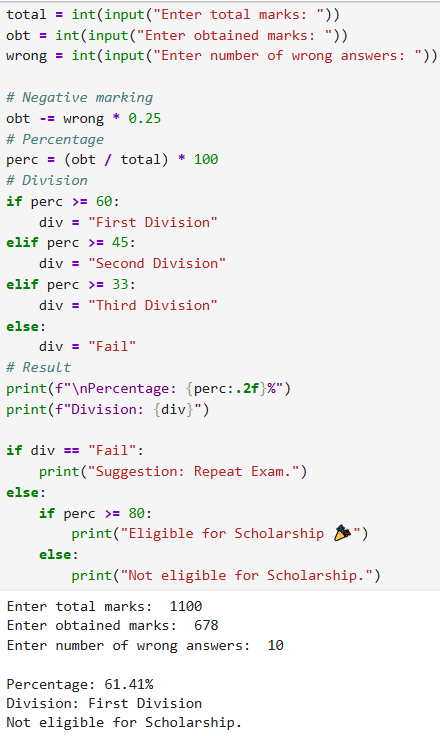 total = int(input("Enter total marks: "))
obt = int(input("Enter obtained marks: "))
wrong = int(input("Enter number of wrong answers: "))

# Negative marking
obt -= wrong * 0.25
# Percentage
perc = (obt / total) * 100
# Division
if perc >= 60:
    div = "First Division"
elif perc >= 45:
    div = "Second Division"
elif perc >= 33:
    div = "Third Division"
else:
    div = "Fail"
# Result
print(f"\nPercentage: {perc:.2f}%")
print(f"Division: {div}")

if div == "Fail":
    print("Suggestion: Repeat Exam.")
else:
    if perc >= 80:
        print("Eligible for Scholarship 🎉")
    else:
        print("Not eligible for Scholarship.")
Enter total marks:  1100
Enter obtained marks:  678
Enter number of wrong answers:  10

Percentage: 61.41%
Division: First Division
Not eligible for Scholarship.